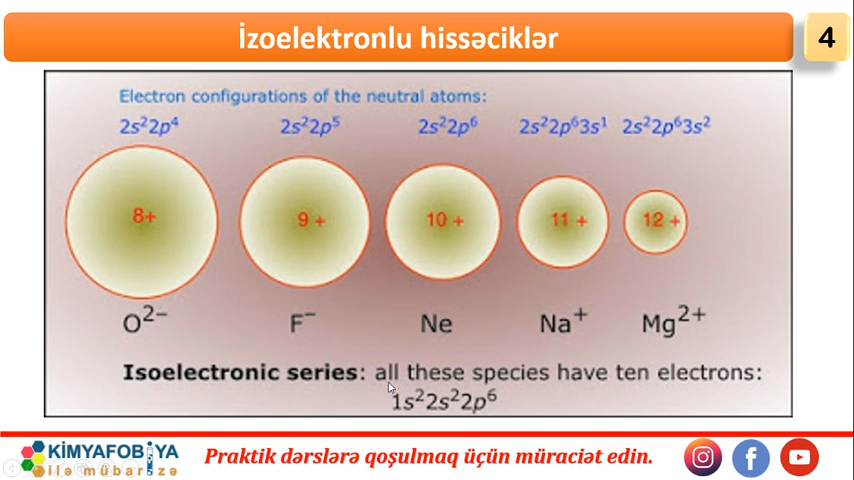 İzoelektronlu hissəciklər
4
Electron configurations of the neutral atoms:
2s²2p⁴ 2s²2p⁵ 2s²2p⁶ 2s²2p⁶3s¹ 2s²2p⁶3s²
8+ 9 + 10 + 11 + 12 +
O²⁻ F⁻ Ne Na⁺ Mg²⁺
Isoelectronic series: all these species have ten electrons:
1s²2s²2p⁶
KİMYAFOBİYA
ilə mübarizə
Praktik dərslərə qoşulmaq üçün müraciət edin.